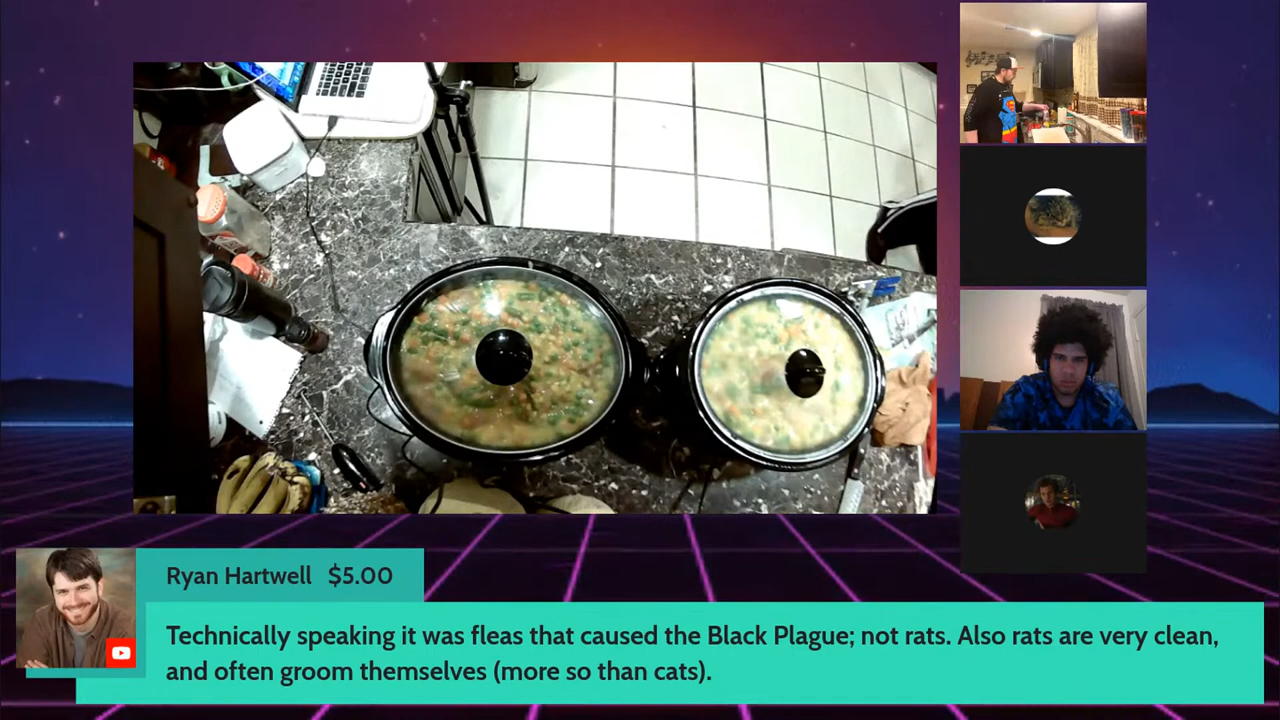 Ryan Hartwell $5.00
Technically speaking it was fleas that caused the Black Plague; not rats. Also rats are very clean,
and often groom themselves (more so than cats).